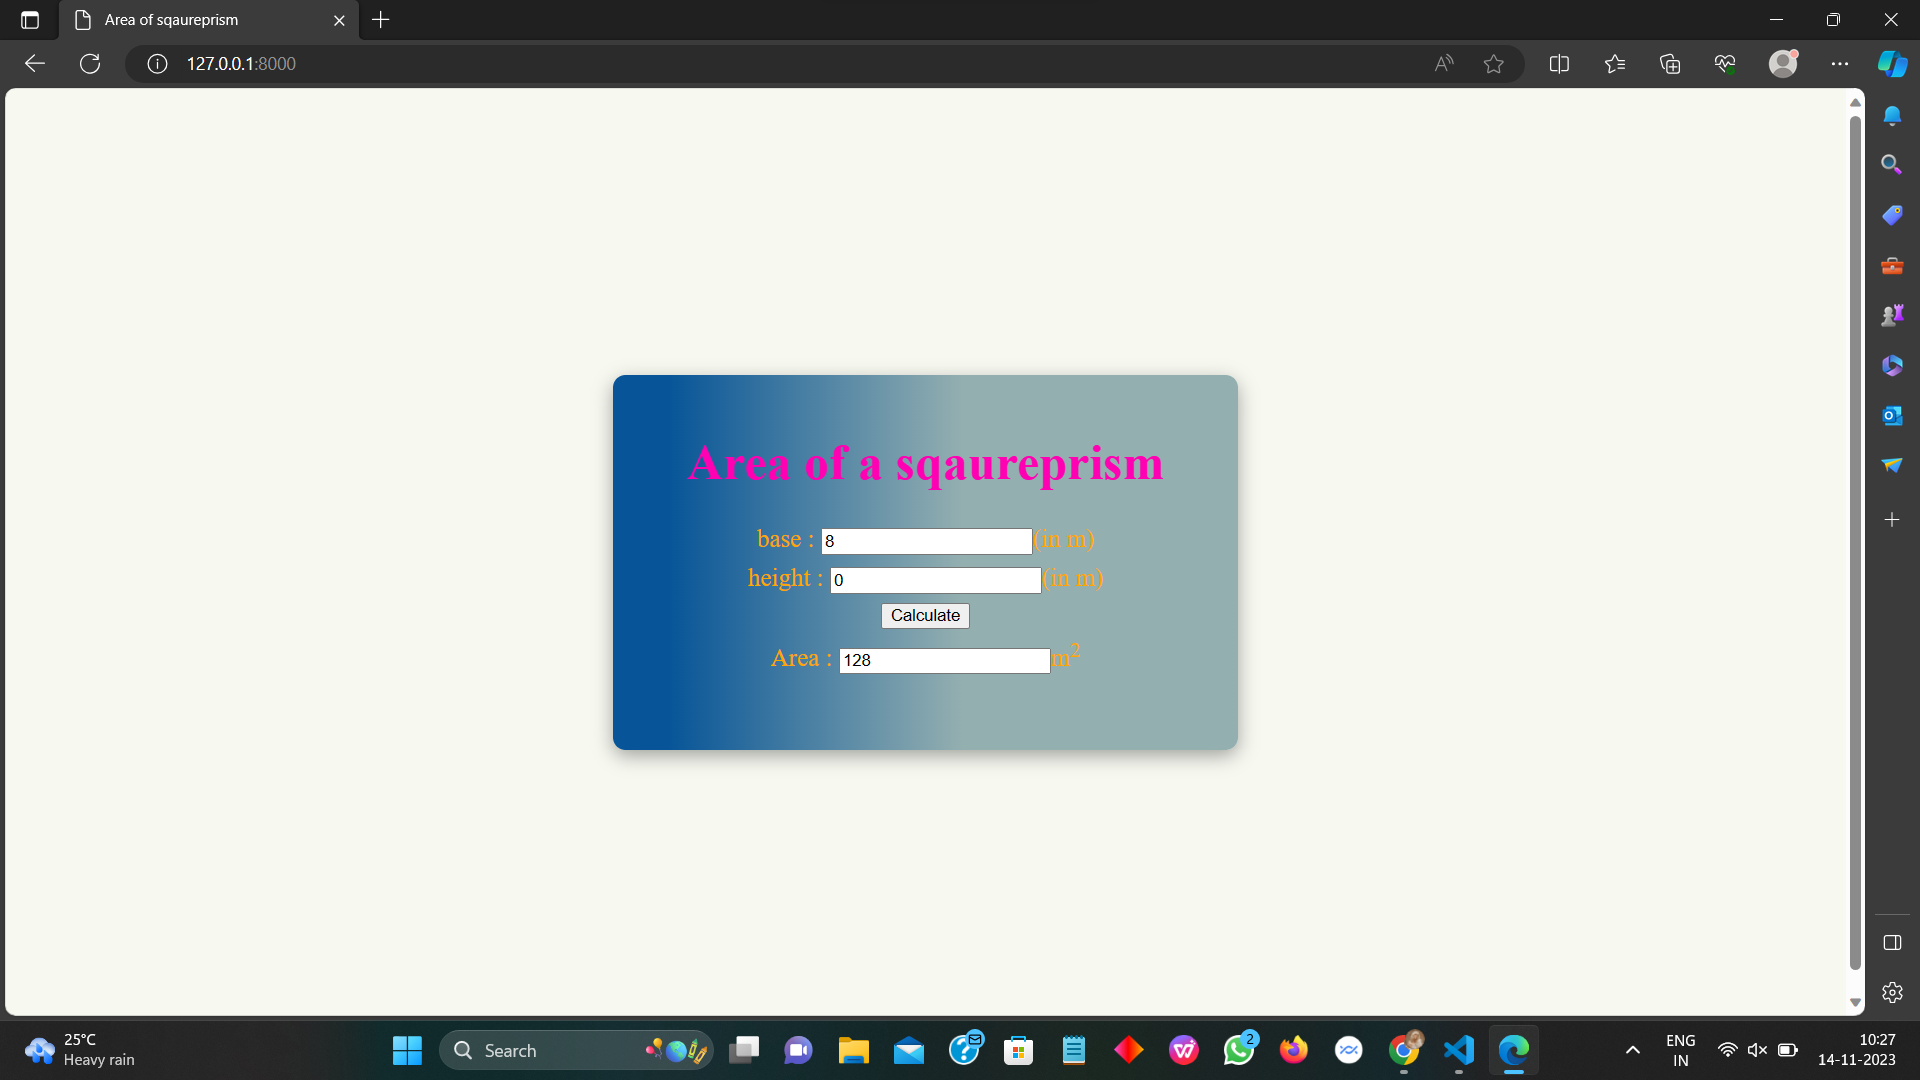 Area of sqaureprism
127.0.0.1:8000
Area of a sqaureprism
base : 8 (in m)
height : 0 (in m)
Calculate
Area : 128 m²
25°C
Heavy rain
Search
2
ENG
IN
10:27
14-11-2023